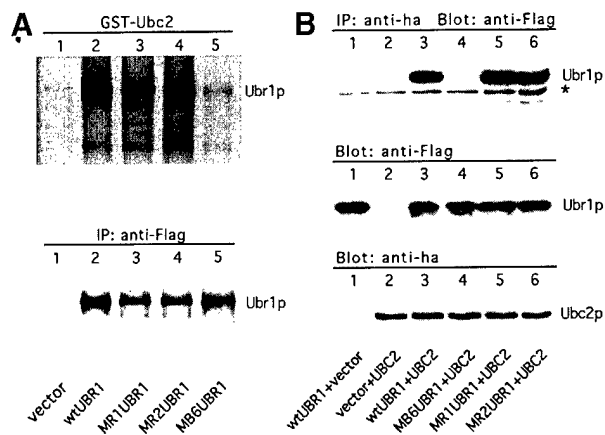 A
GST-Ubc2
1 2 3 4 5
Ubr1p
IP: anti-Flag
1 2 3 4 5
Ubr1p
vector
wtUBR1
MR1UBR1
MR2UBR1
MB6UBR1
B
IP: anti-ha Blot: anti-Flag
1 2 3 4 5 6
Ubr1p
*
Blot: anti-Flag
1 2 3 4 5 6
Ubr1p
Blot: anti-ha
1 2 3 4 5 6
Ubc2p
wtUBR1+vector
vector+UBC2
wtUBR1+UBC2
MB6UBR1+UBC2
MR1UBR1+UBC2
MR2UBR1+UBC2